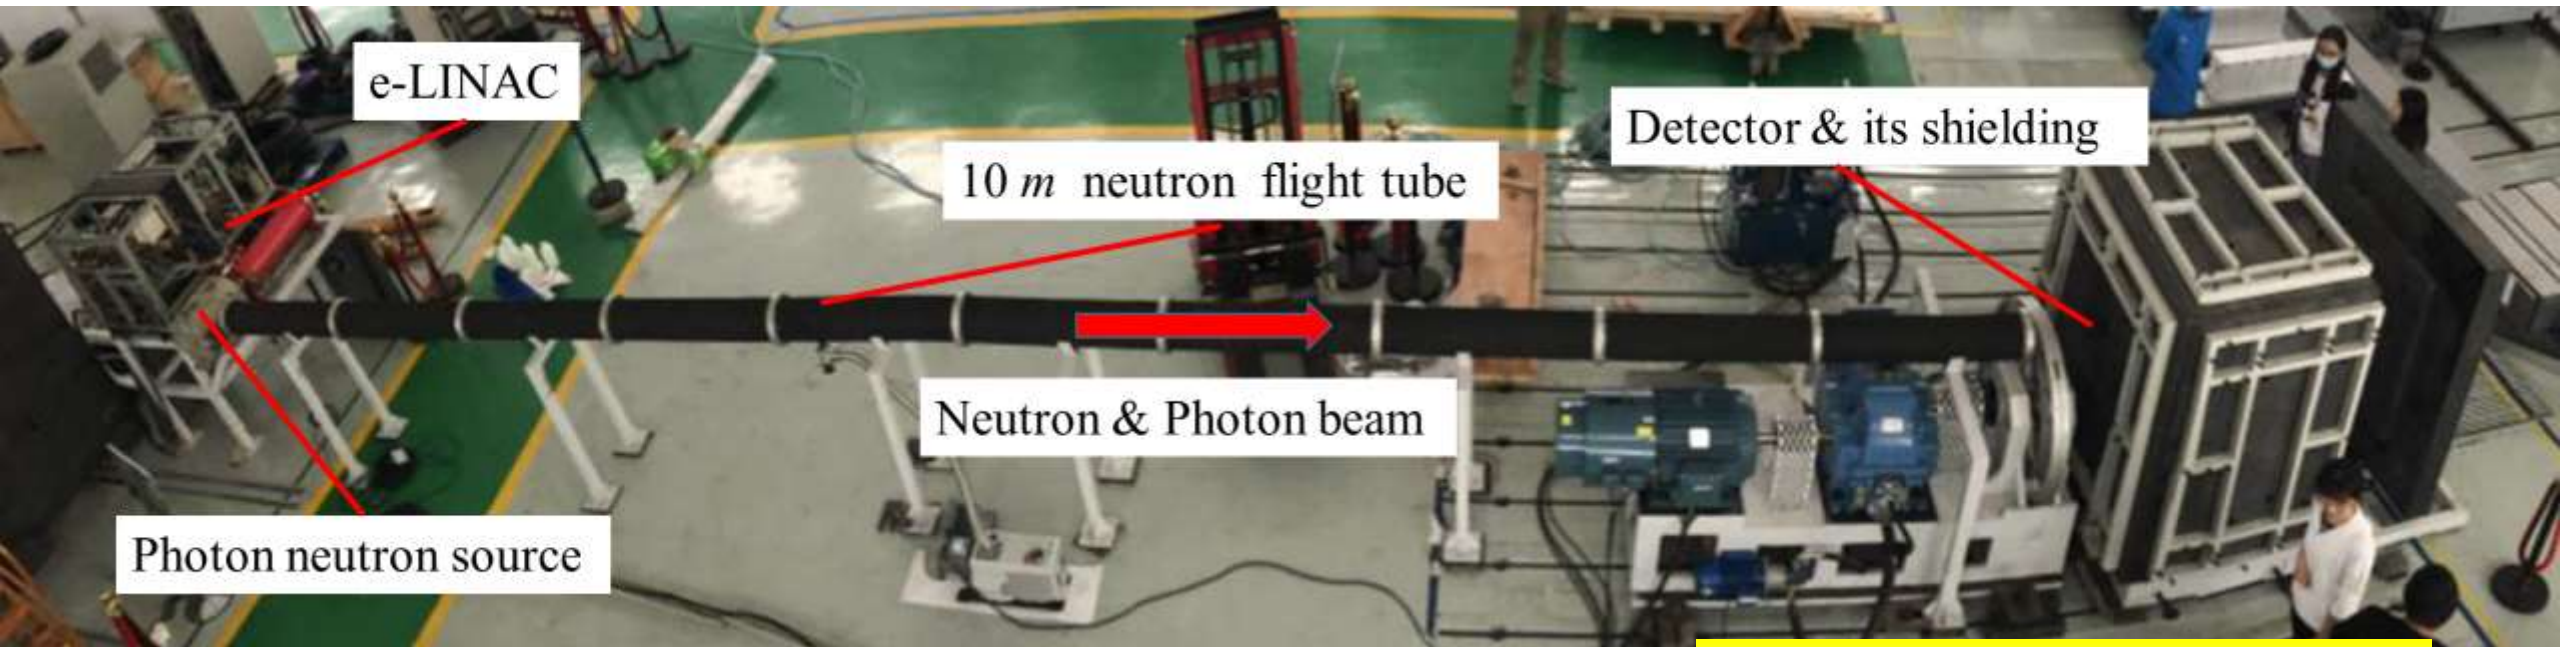 e-LINAC
Detector & its shielding
10 m neutron flight tube
Neutron & Photon beam
Photon neutron source